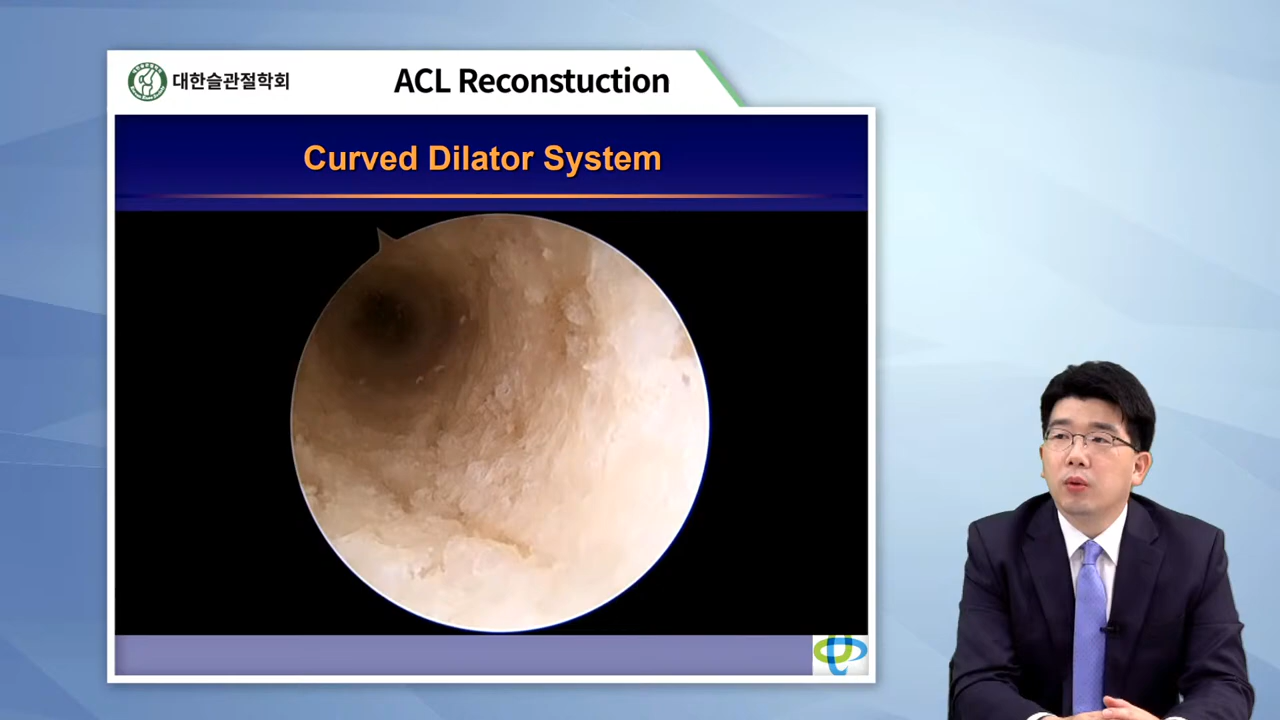 대한슬관절학회
ACL Reconstuction
Curved Dilator System